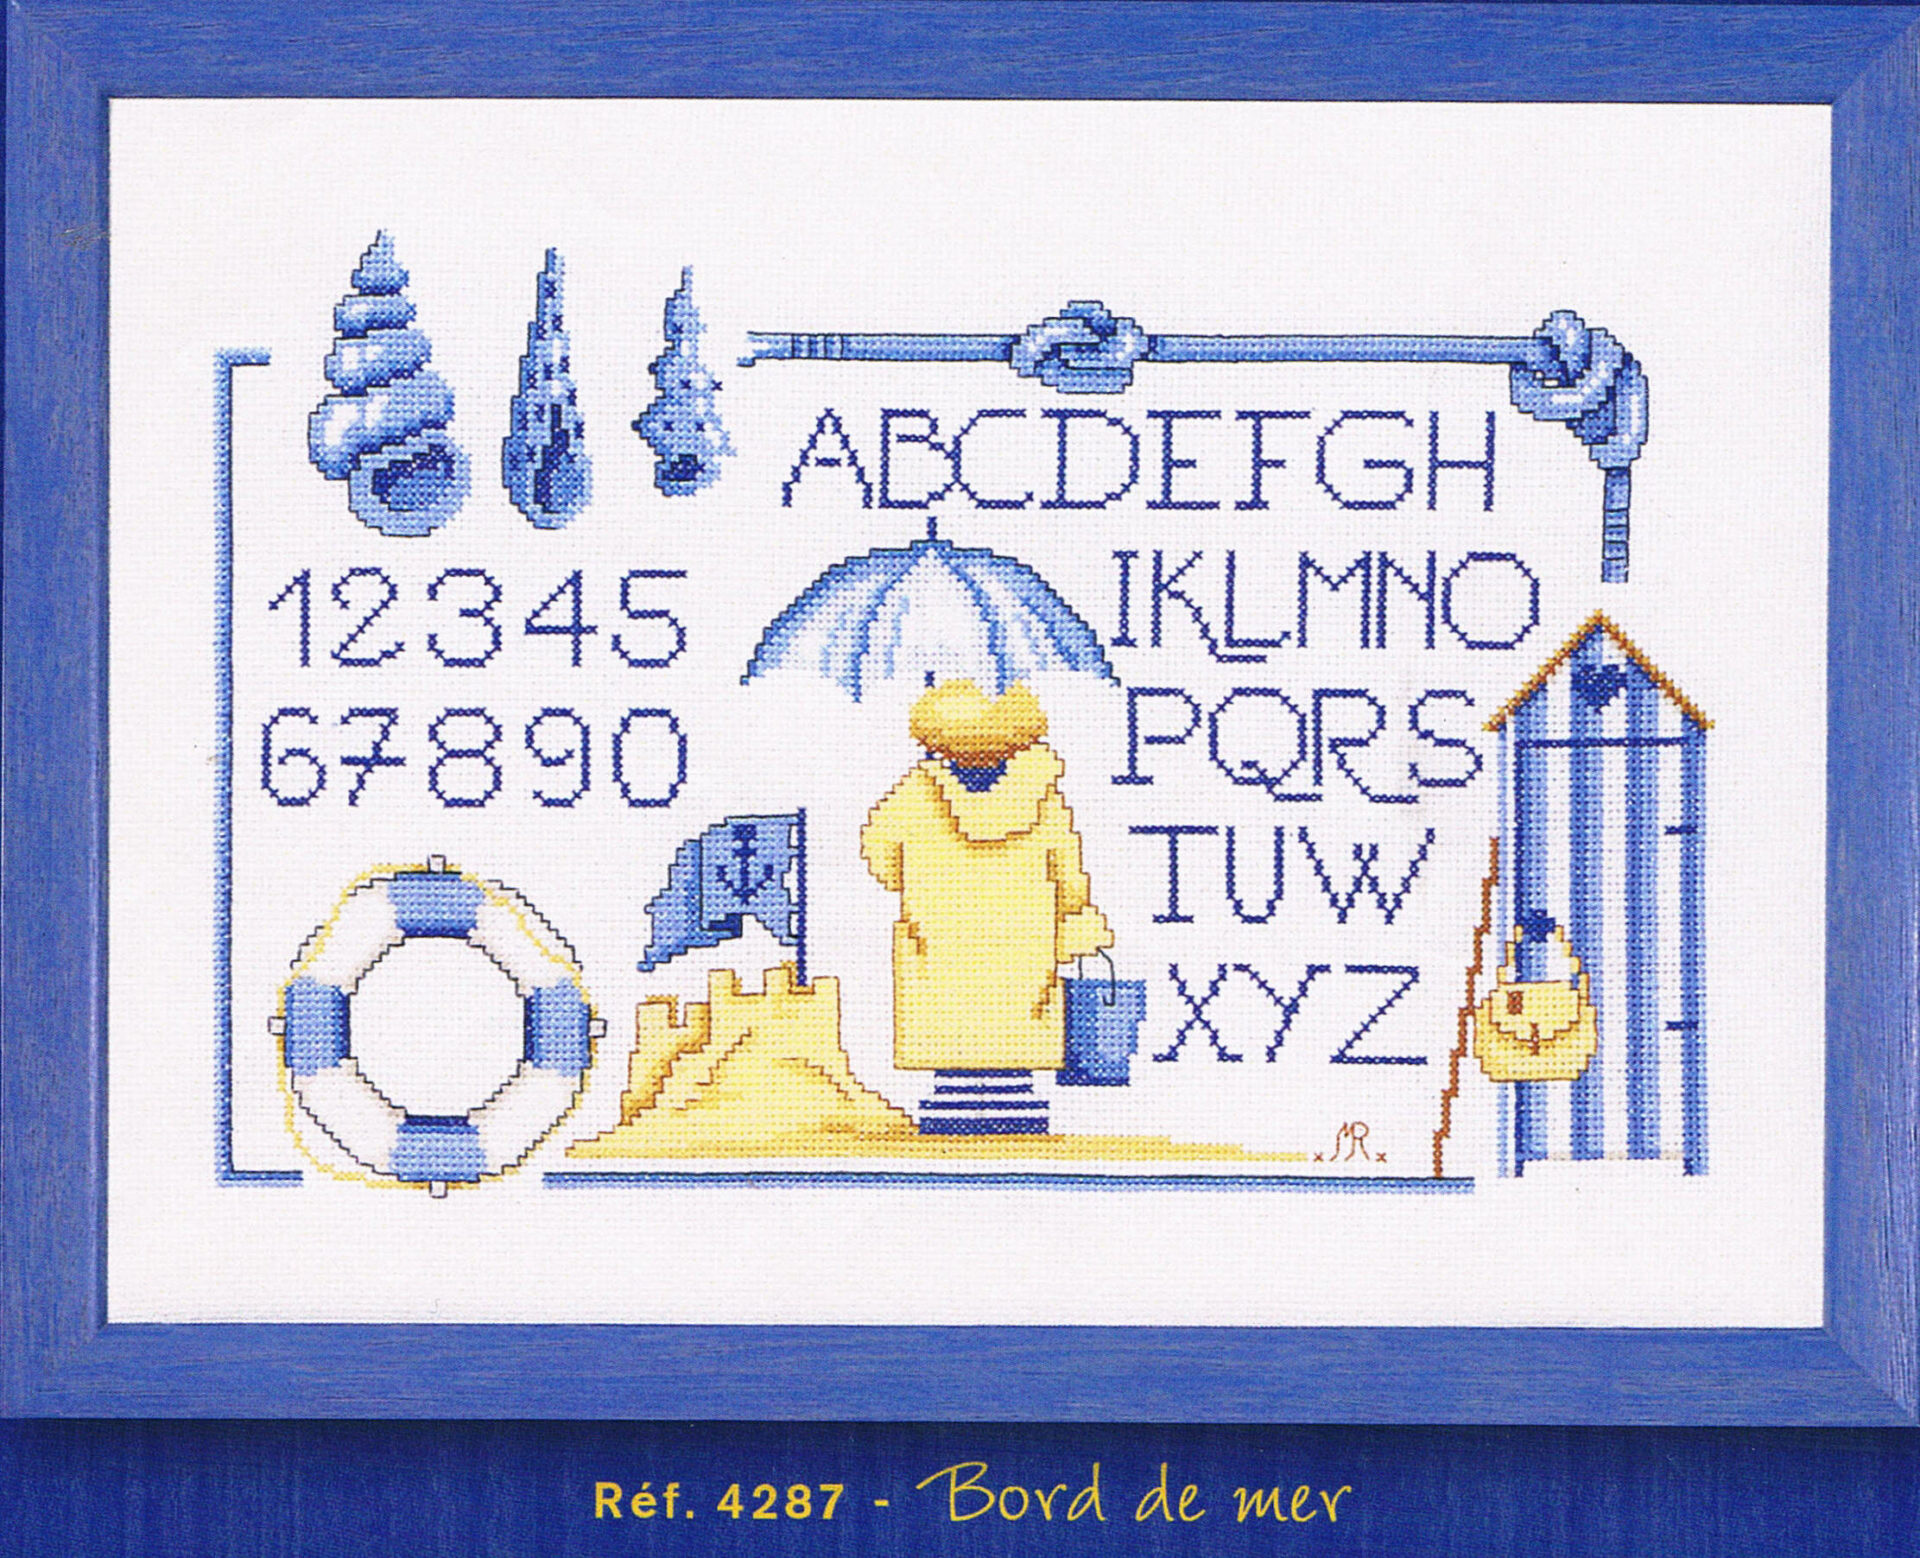 ABCDEFGH
12345
IKLMNO
67890
PQRS
TUW
XYZ
.MR.
Réf. 4287 - Bord de mer